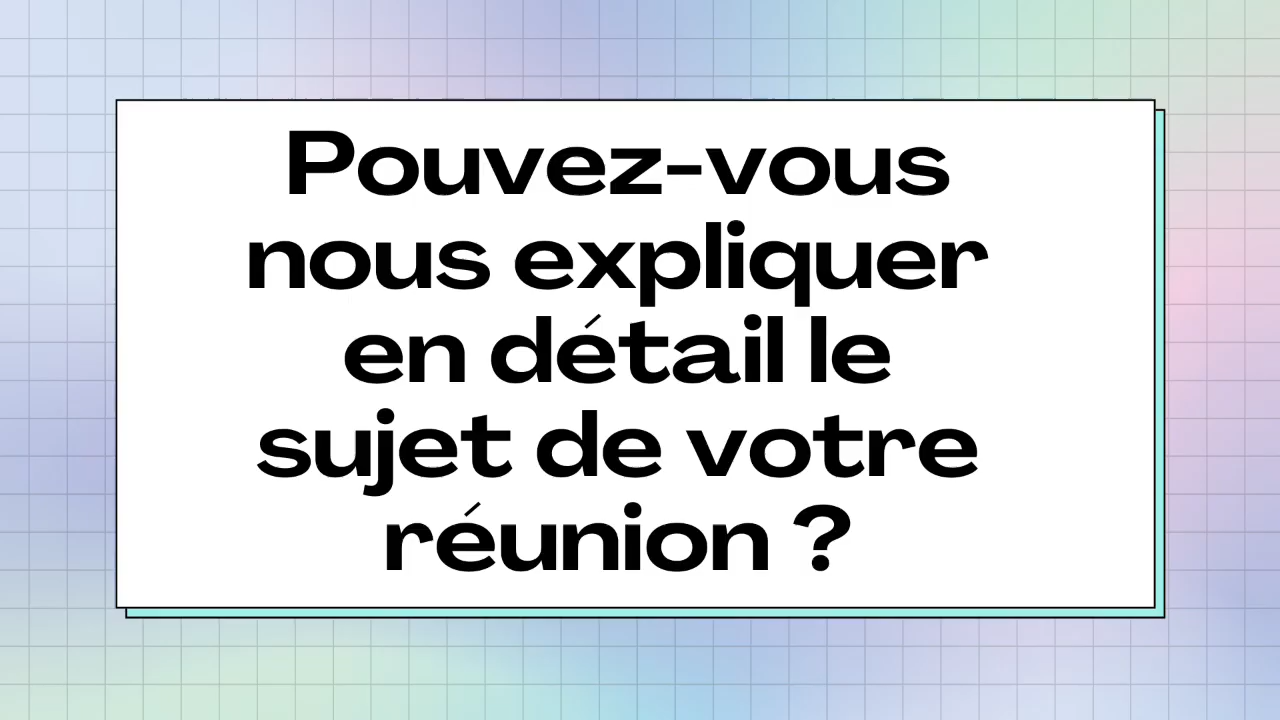 Pouvez-vous
nous expliquer
en détail le
sujet de votre
réunion ?